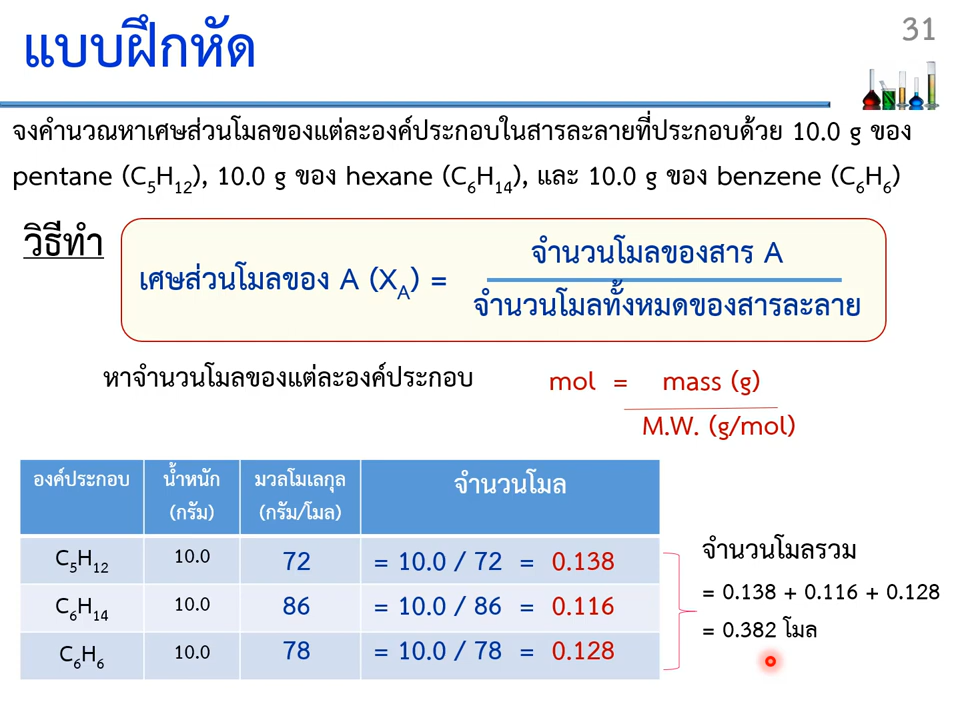 31
แบบฝึกหัด
จงคำนวณหาเศษส่วนโมลของแต่ละองค์ประกอบในสารละลายที่ประกอบด้วย 10.0 g ของ
pentane (C5H12), 10.0 g ของ hexane (C6H14), และ 10.0 g ของ benzene (C6H6)
วิธีทำ
เศษส่วนโมลของ A (XA) =
จำนวนโมลของสาร A
จำนวนโมลทั้งหมดของสารละลาย
หาจำนวนโมลของแต่ละองค์ประกอบ
mol = mass (g)
M.W. (g/mol)
องค์ประกอบ น้ำหนัก (กรัม) มวลโมเลกุล (กรัม/โมล) จำนวนโมล
C5H12 10.0 72 = 10.0 / 72 = 0.138
C6H14 10.0 86 = 10.0 / 86 = 0.116
C6H6 10.0 78 = 10.0 / 78 = 0.128
จำนวนโมลรวม
= 0.138 + 0.116 + 0.128
= 0.382 โมล